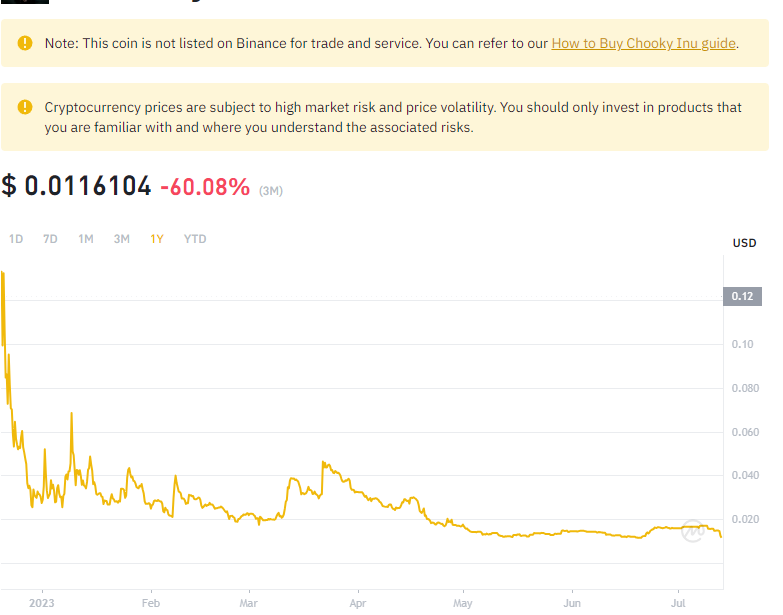 Note: This coin is not listed on Binance for trade and service. You can refer to our How to Buy Chooky Inu guide.
Cryptocurrency prices are subject to high market risk and price volatility. You should only invest in products that
you are familiar with and where you understand the associated risks.
$ 0.0116104 -60.08% (3M)
1D 7D 1M 3M 1Y YTD
USD
0.12
0.10
0.080
0.060
0.040
0.020
2023 Feb Mar Apr May Jun Jul